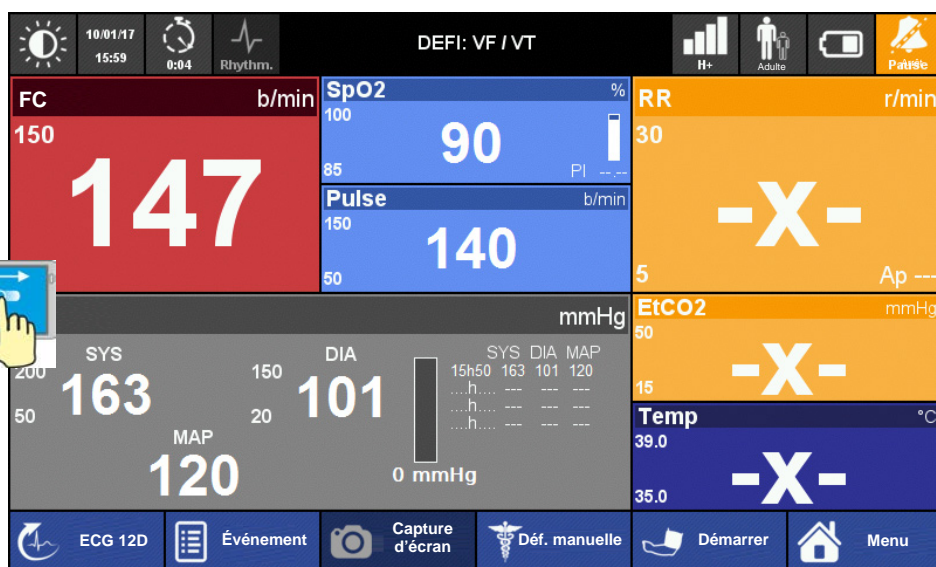 10/01/17
15:59
0:04
Rhythm.
DEFI: VF / VT
H+
Adulte
Pause
FC b/min
150
147
SpO2 %
100
90
85
PI --.--
Pulse b/min
150
140
50
RR r/min
30
-X-
5
Ap ---
mmHg
SYS
200
163
50
DIA
150
101
20
MAP
120
SYS DIA MAP
15h50 163 101 120
....h.... --- --- ---
....h.... --- --- ---
....h.... --- --- ---
0 mmHg
EtCO2 mmHg
50
-X-
15
Temp °C
39.0
-X-
35.0
ECG 12D
Événement
Capture
d'écran
Déf. manuelle
Démarrer
Menu